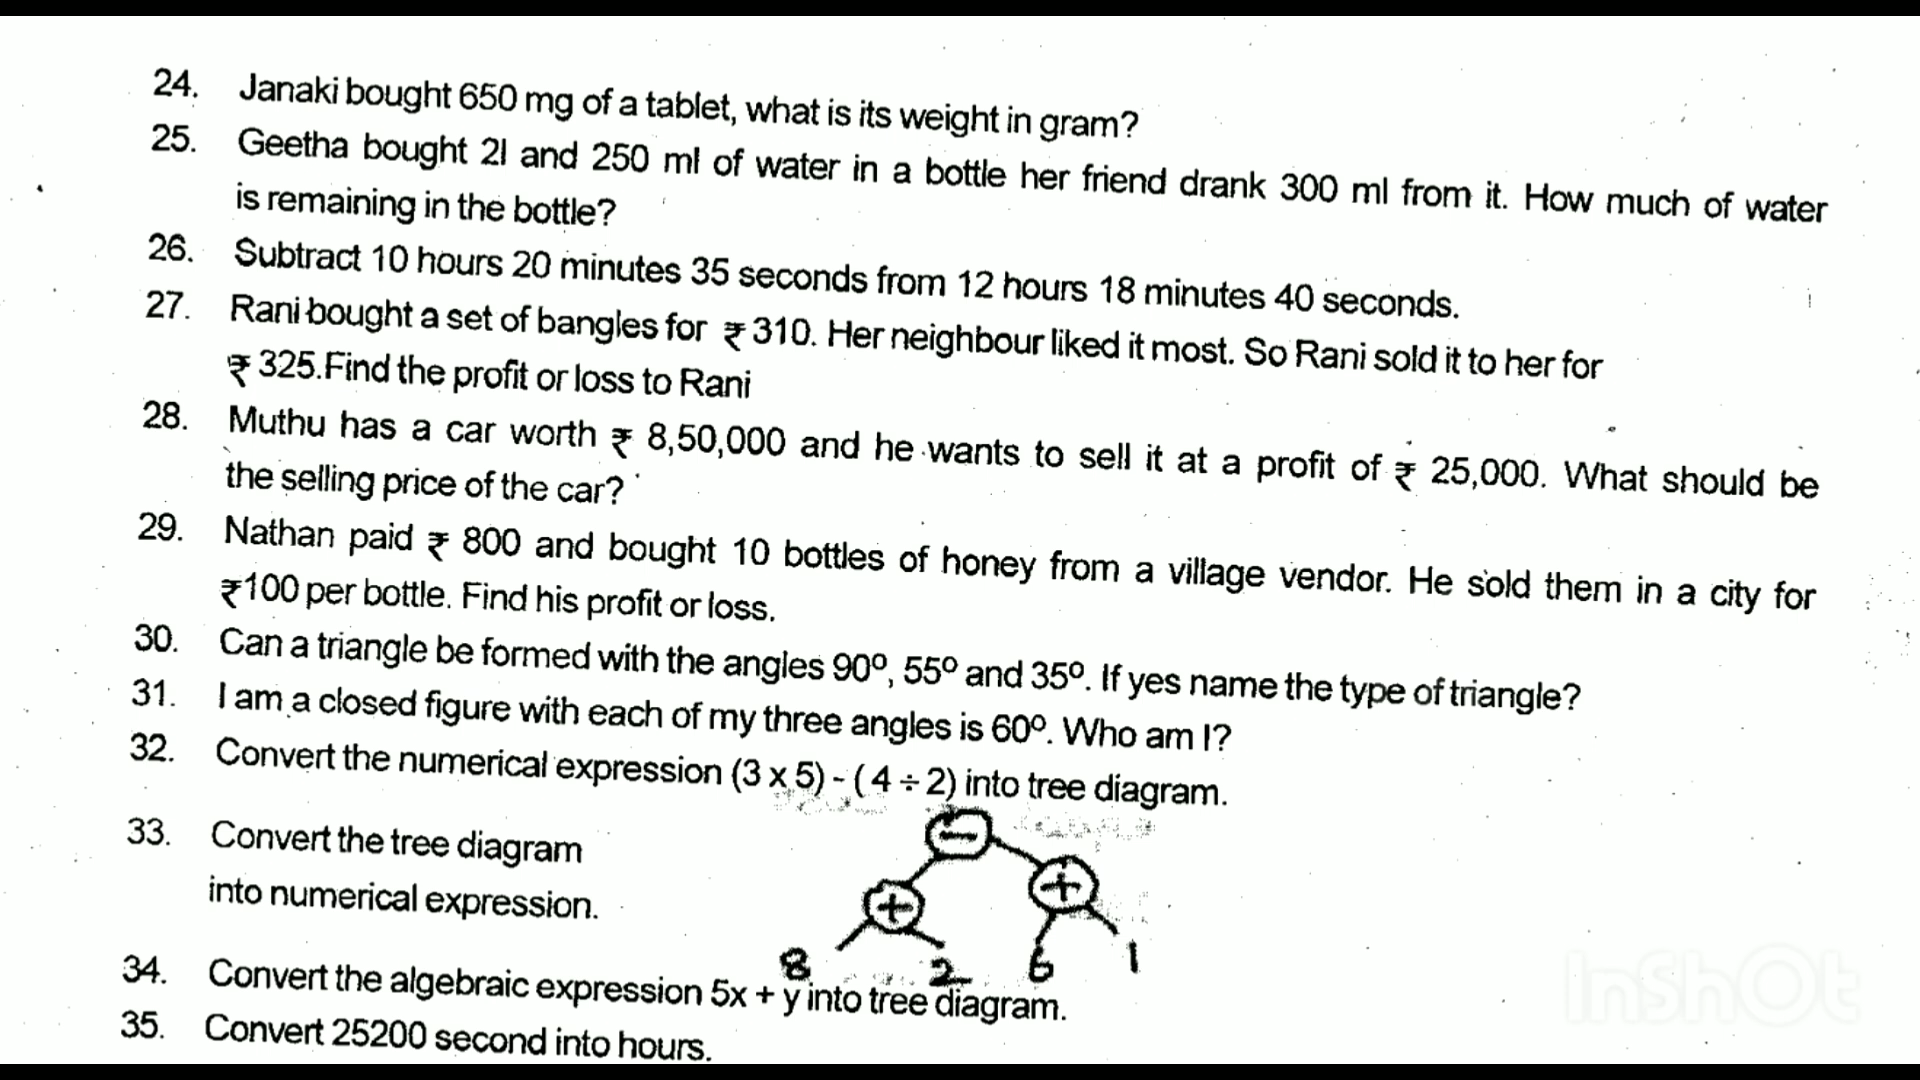 24. Janaki bought 650 mg of a tablet, what is its weight in gram?
25. Geetha bought 2l and 250 ml of water in a bottle her friend drank 300 ml from it. How much of water
is remaining in the bottle?
26. Subtract 10 hours 20 minutes 35 seconds from 12 hours 18 minutes 40 seconds.
27. Rani bought a set of bangles for ₹ 310. Her neighbour liked it most. So Rani sold it to her for
₹ 325.Find the profit or loss to Rani
28. Muthu has a car worth ₹ 8,50,000 and he wants to sell it at a profit of ₹ 25,000. What should be
the selling price of the car?
29. Nathan paid ₹ 800 and bought 10 bottles of honey from a village vendor. He sold them in a city for
₹100 per bottle. Find his profit or loss.
30. Can a triangle be formed with the angles 90º, 55º and 35º. If yes name the type of triangle?
31. I am a closed figure with each of my three angles is 60º. Who am I?
32. Convert the numerical expression (3 x 5) - ( 4 ÷ 2) into tree diagram.
33. Convert the tree diagram
into numerical expression.
−
+ +
8 2 6 1
34. Convert the algebraic expression 5x + y into tree diagram.
35. Convert 25200 second into hours.
InShOt